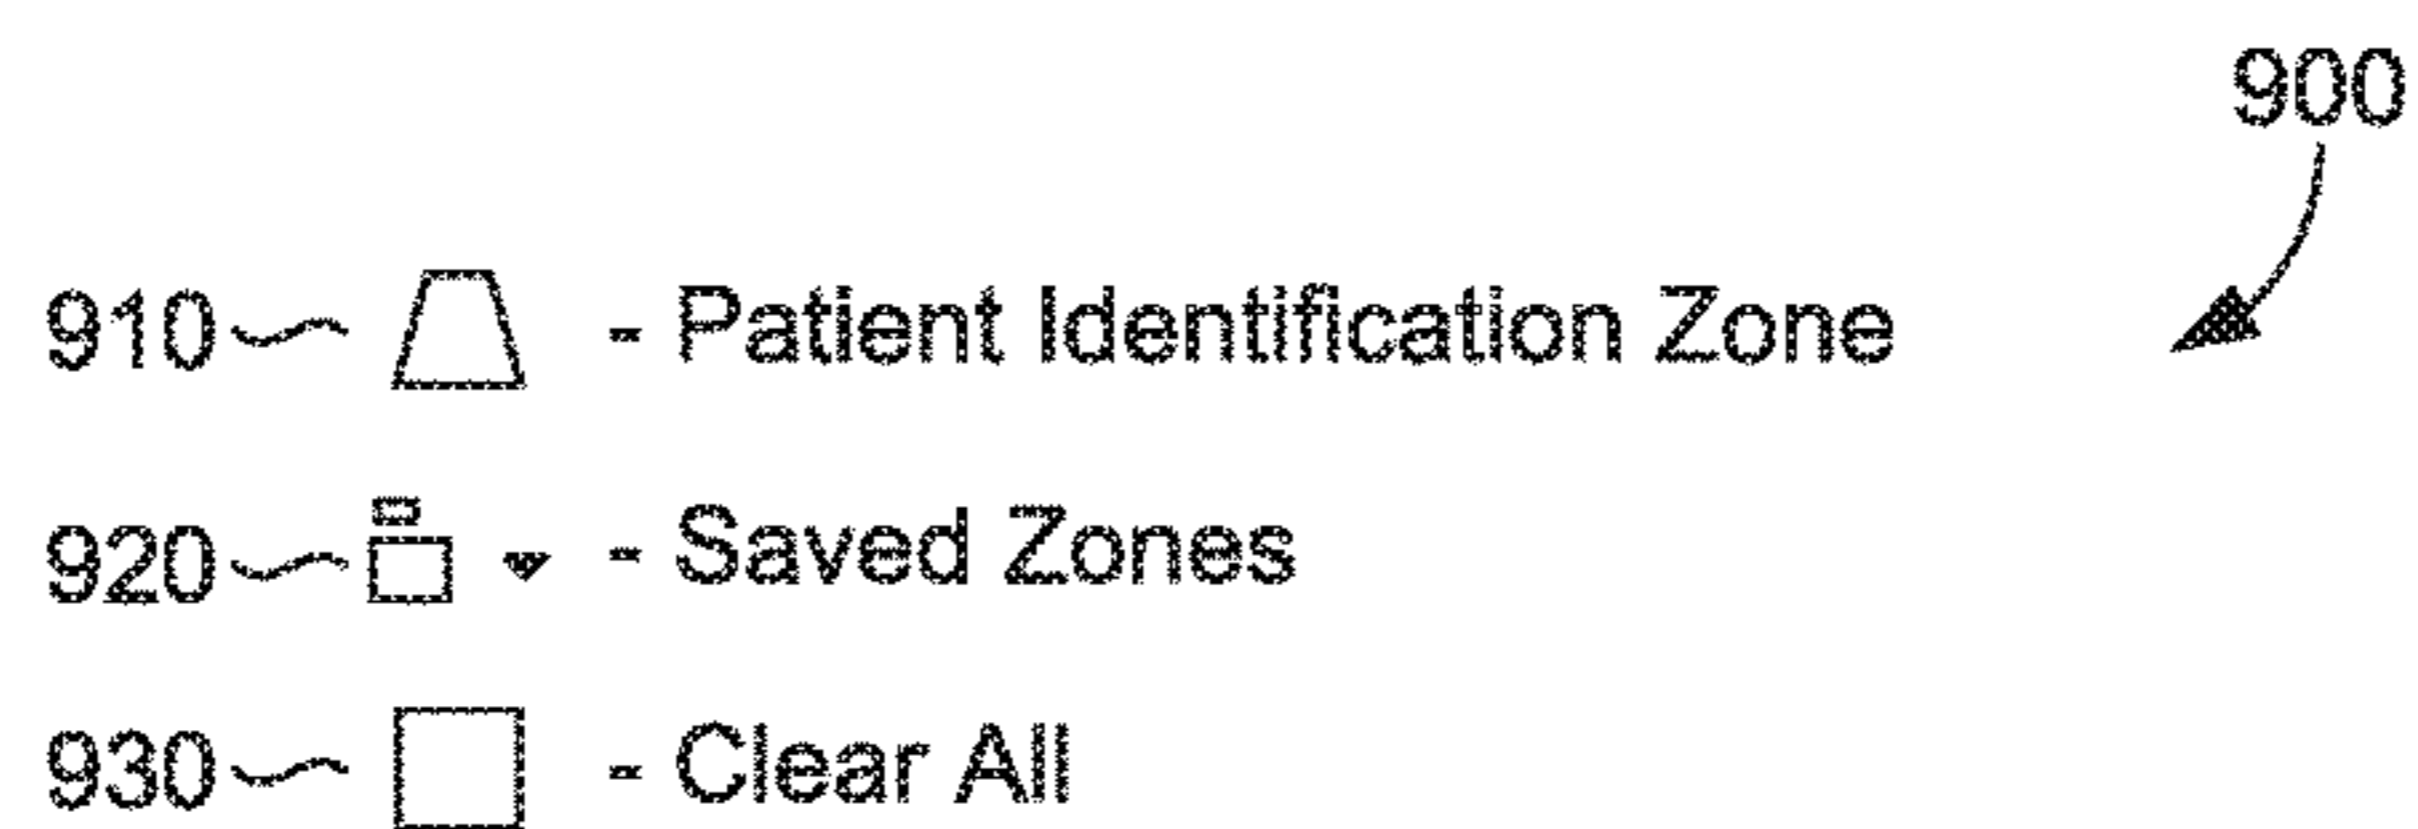 900
910 - Patient Identification Zone
920 - Saved Zones
930 - Clear All